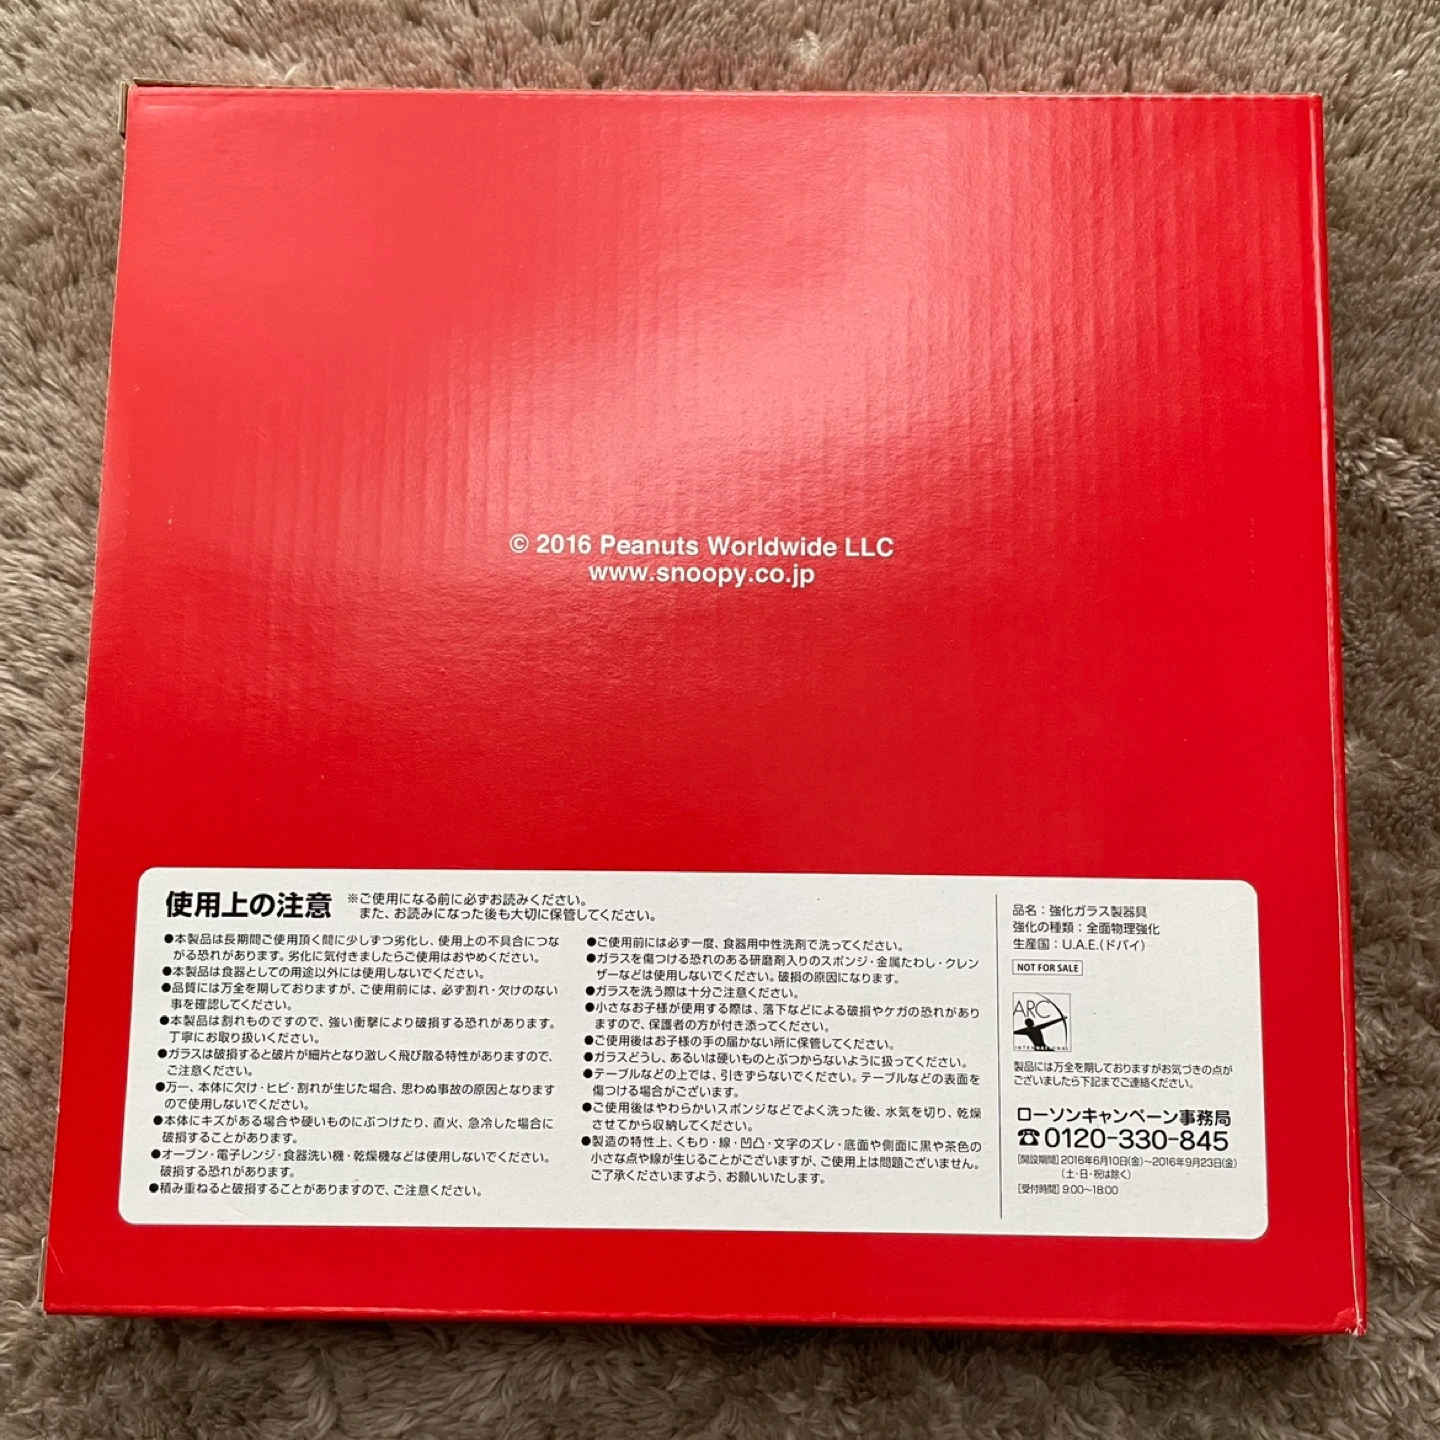 © 2016 Peanuts Worldwide LLC
www.snoopy.co.jp
使用上の注意
※ご使用になる前に必ずお読みください。
また、お読みになった後も大切に保管してください。
●本製品は長期間ご使用頂く間に少しずつ劣化し、使用上の不具合につな
がる恐れがあります。劣化に気付きましたらご使用はおやめください。
●本製品は食器としての用途以外には使用しないでください。
●品質には万全を期しておりますが、ご使用前には、必ず割れ・欠けのない
事を確認してください。
●本製品は割れものですので、強い衝撃により破損する恐れがあります。
丁寧にお取り扱いください。
●ガラスは破損すると破片が細片となり激しく飛び散る特性がありますので、
ご注意ください。
●万一、本体に欠け・ヒビ・割れが生じた場合、思わぬ事故の原因となります
ので使用しないでください。
●本体にキズがある場合や硬いものにぶつけたり、直火、急冷した場合に
破損することがあります。
●オーブン・電子レンジ・食器洗い機・乾燥機などは使用しないでください。
破損する恐れがあります。
●積み重ねると破損することがありますので、ご注意ください。
●ご使用前には必ず一度、食器用中性洗剤で洗ってください。
●ガラスを傷つける恐れのある研磨剤入りのスポンジ・金属たわし・クレン
ザーなどは使用しないでください。破損の原因になります。
●ガラスを洗う際は十分ご注意ください。
●小さなお子様が使用する際は、落下などによる破損やケガの恐れがあり
ますので、保護者の方が付き添ってください。
●ご使用後はお子様の手の届かない所に保管してください。
●ガラスどうし、あるいは硬いものとぶつからないように扱ってください。
●テーブルなどの上では、引きずらないでください。テーブルなどの表面を
傷つける場合がございます。
●ご使用後はやわらかいスポンジなどでよく洗った後、水気を切り、乾燥
させてから収納してください。
●製造の特性上、くもり・線・凹凸・文字のズレ・底面や側面に黒や茶色の
小さな点や線が生じることがございますが、ご使用上は問題ございません。
ご了承くださいますよう、お願いいたします。
品名：強化ガラス製器具
強化の種類：全面物理強化
生産国：U.A.E.(ドバイ)
NOT FOR SALE
ARC
INTERNATIONAL
製品には万全を期しておりますがお気づきの点が
ございましたら下記までご連絡ください。
ローソンキャンペーン事務局
☎0120-330-845
[開設期間] 2016年6月10日(金)～2016年9月23日(金)
(土・日・祝は除く)
[受付時間] 9:00～18:00